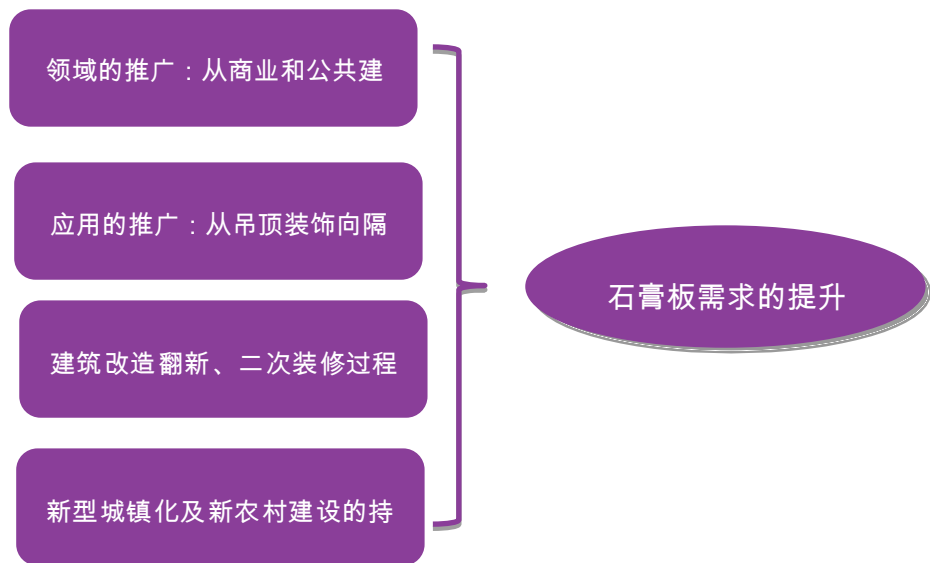 领域的推广：从商业和公共建
应用的推广：从吊顶装饰向隔
石膏板需求的提升
建筑改造翻新、二次装修过程
新型城镇化及新农村建设的持